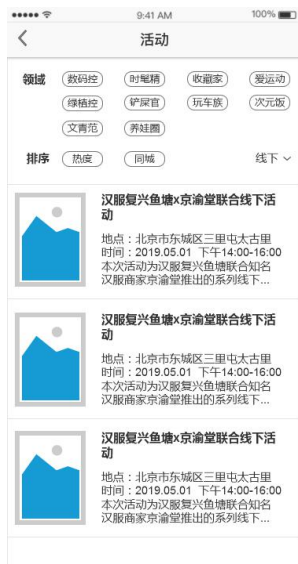 9:41 AM 100%
活动
领域 数码控 时髦精 收藏家 爱运动
绿植控 铲屎官 玩车族 次元饭
文青范 养娃圈
排序 热度 同城 线下
汉服复兴鱼塘x京渝堂联合线下活
动
地点：北京市东城区三里屯太古里
时间：2019.05.01 下午14:00-16:00
本次活动为汉服复兴鱼塘联合知名
汉服商家京渝堂推出的系列线下...
汉服复兴鱼塘x京渝堂联合线下活
动
地点：北京市东城区三里屯太古里
时间：2019.05.01 下午14:00-16:00
本次活动为汉服复兴鱼塘联合知名
汉服商家京渝堂推出的系列线下...
汉服复兴鱼塘x京渝堂联合线下活
动
地点：北京市东城区三里屯太古里
时间：2019.05.01 下午14:00-16:00
本次活动为汉服复兴鱼塘联合知名
汉服商家京渝堂推出的系列线下...